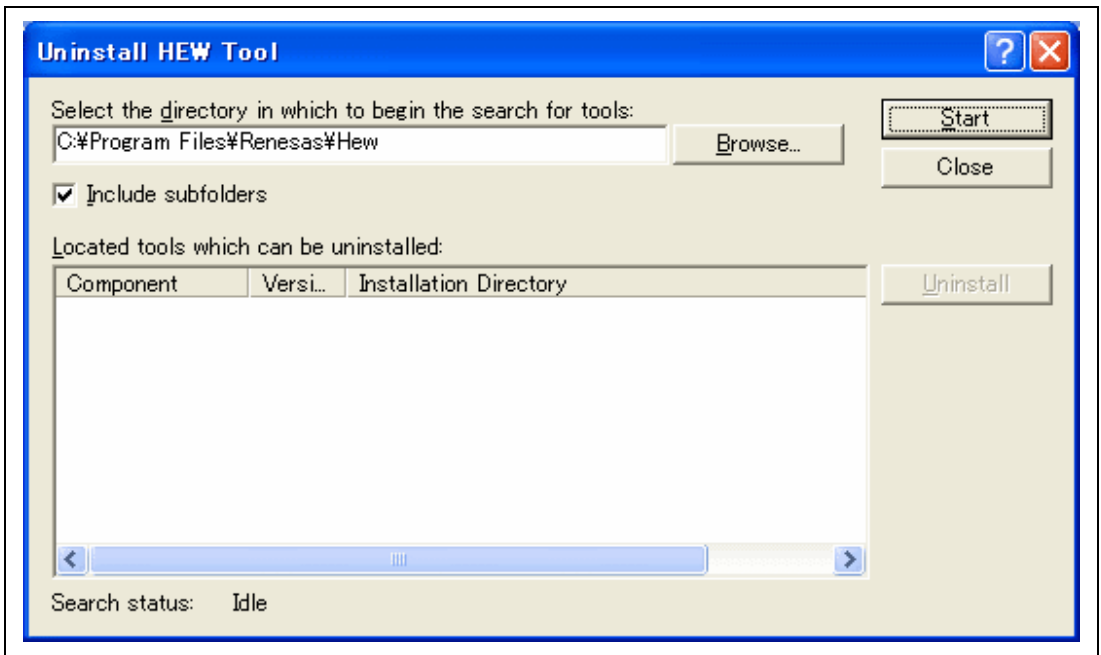 Uninstall HEW Tool
Select the directory in which to begin the search for tools:
C:¥Program Files¥Renesas¥Hew
Browse...
Start
Close
Include subfolders
Located tools which can be uninstalled:
Component Versi... Installation Directory
Uninstall
Search status: Idle